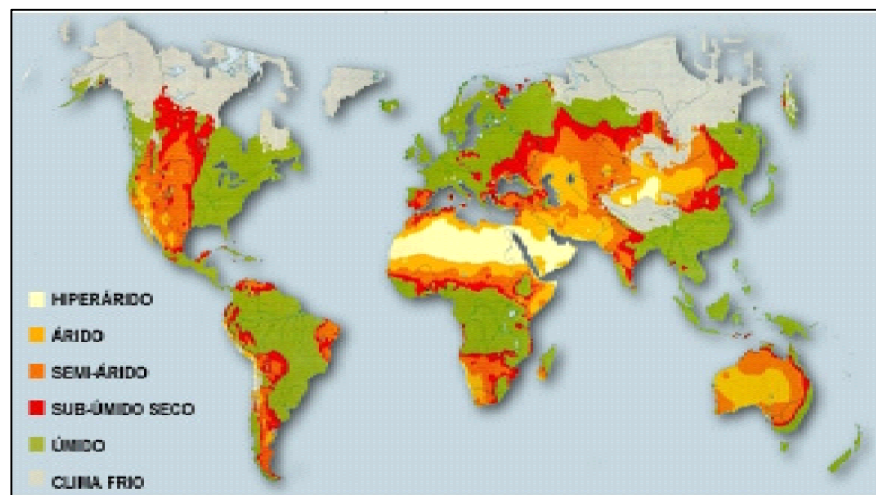 HIPERÁRIDO
ÁRIDO
SEMI-ÁRIDO
SUB-ÚMIDO SECO
ÚMIDO
CLIMA FRIO